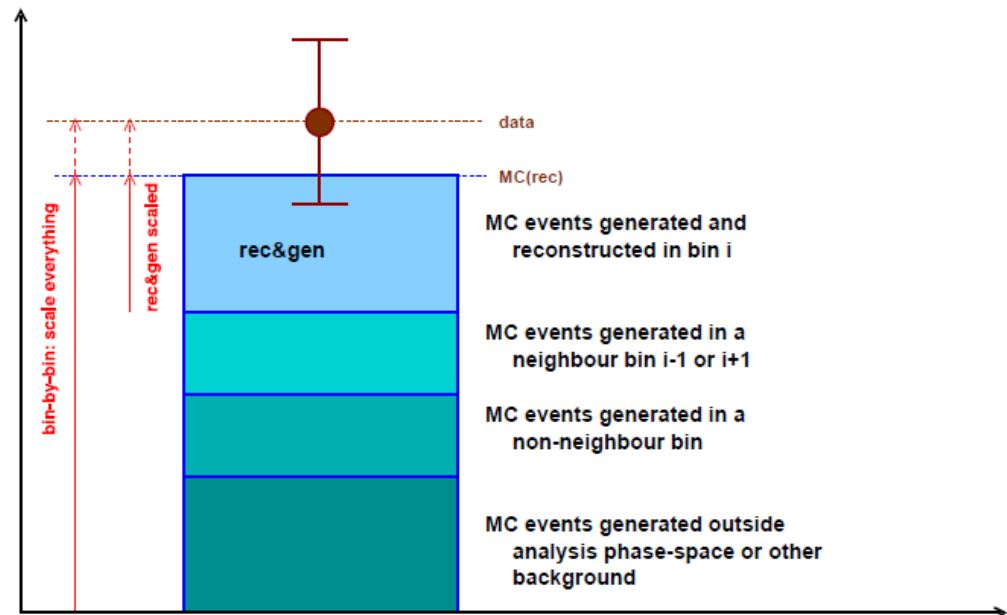 data
MC(rec)
MC events generated and
reconstructed in bin i
rec&gen
MC events generated in a
neighbour bin i-1 or i+1
MC events generated in a
non-neighbour bin
MC events generated outside
analysis phase-space or other
background
bin-by-bin: scale everything
rec&gen scaled